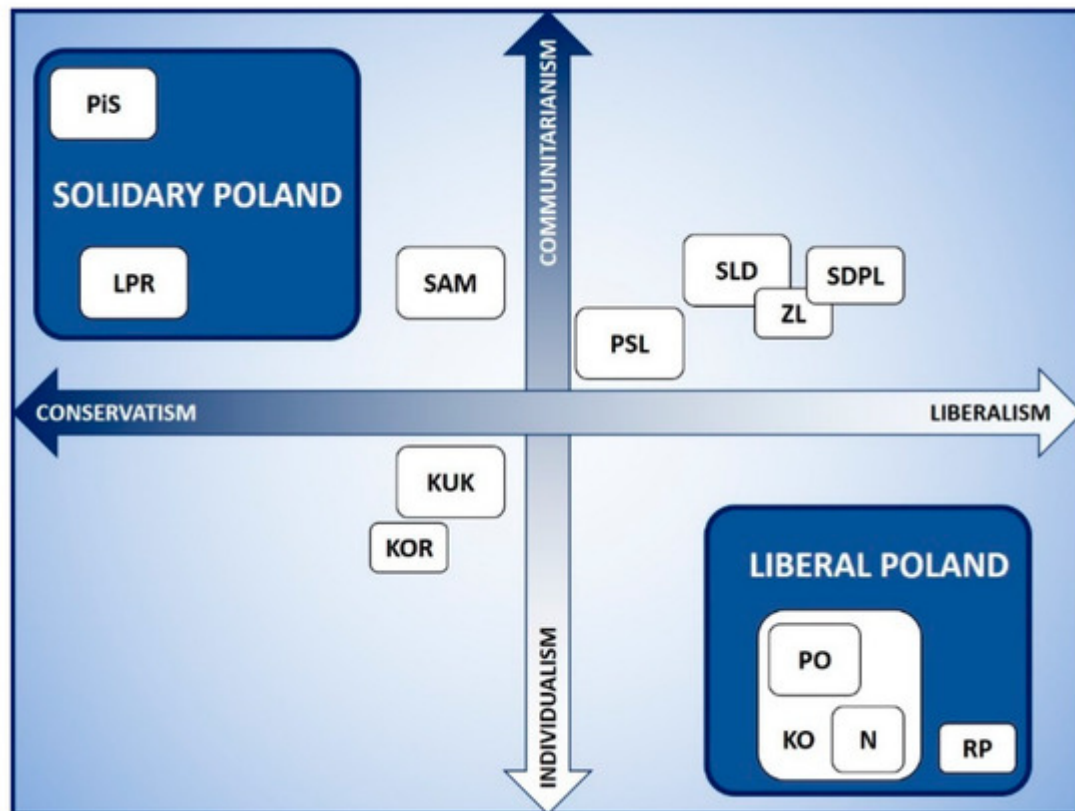 PiS
SOLIDARY POLAND
LPR
SAM
COMMUNITARIANISM
SLD
SDPL
ZL
PSL
CONSERVATISM
LIBERALISM
KUK
KOR
INDIVIDUALISM
LIBERAL POLAND
PO
KO
N
RP